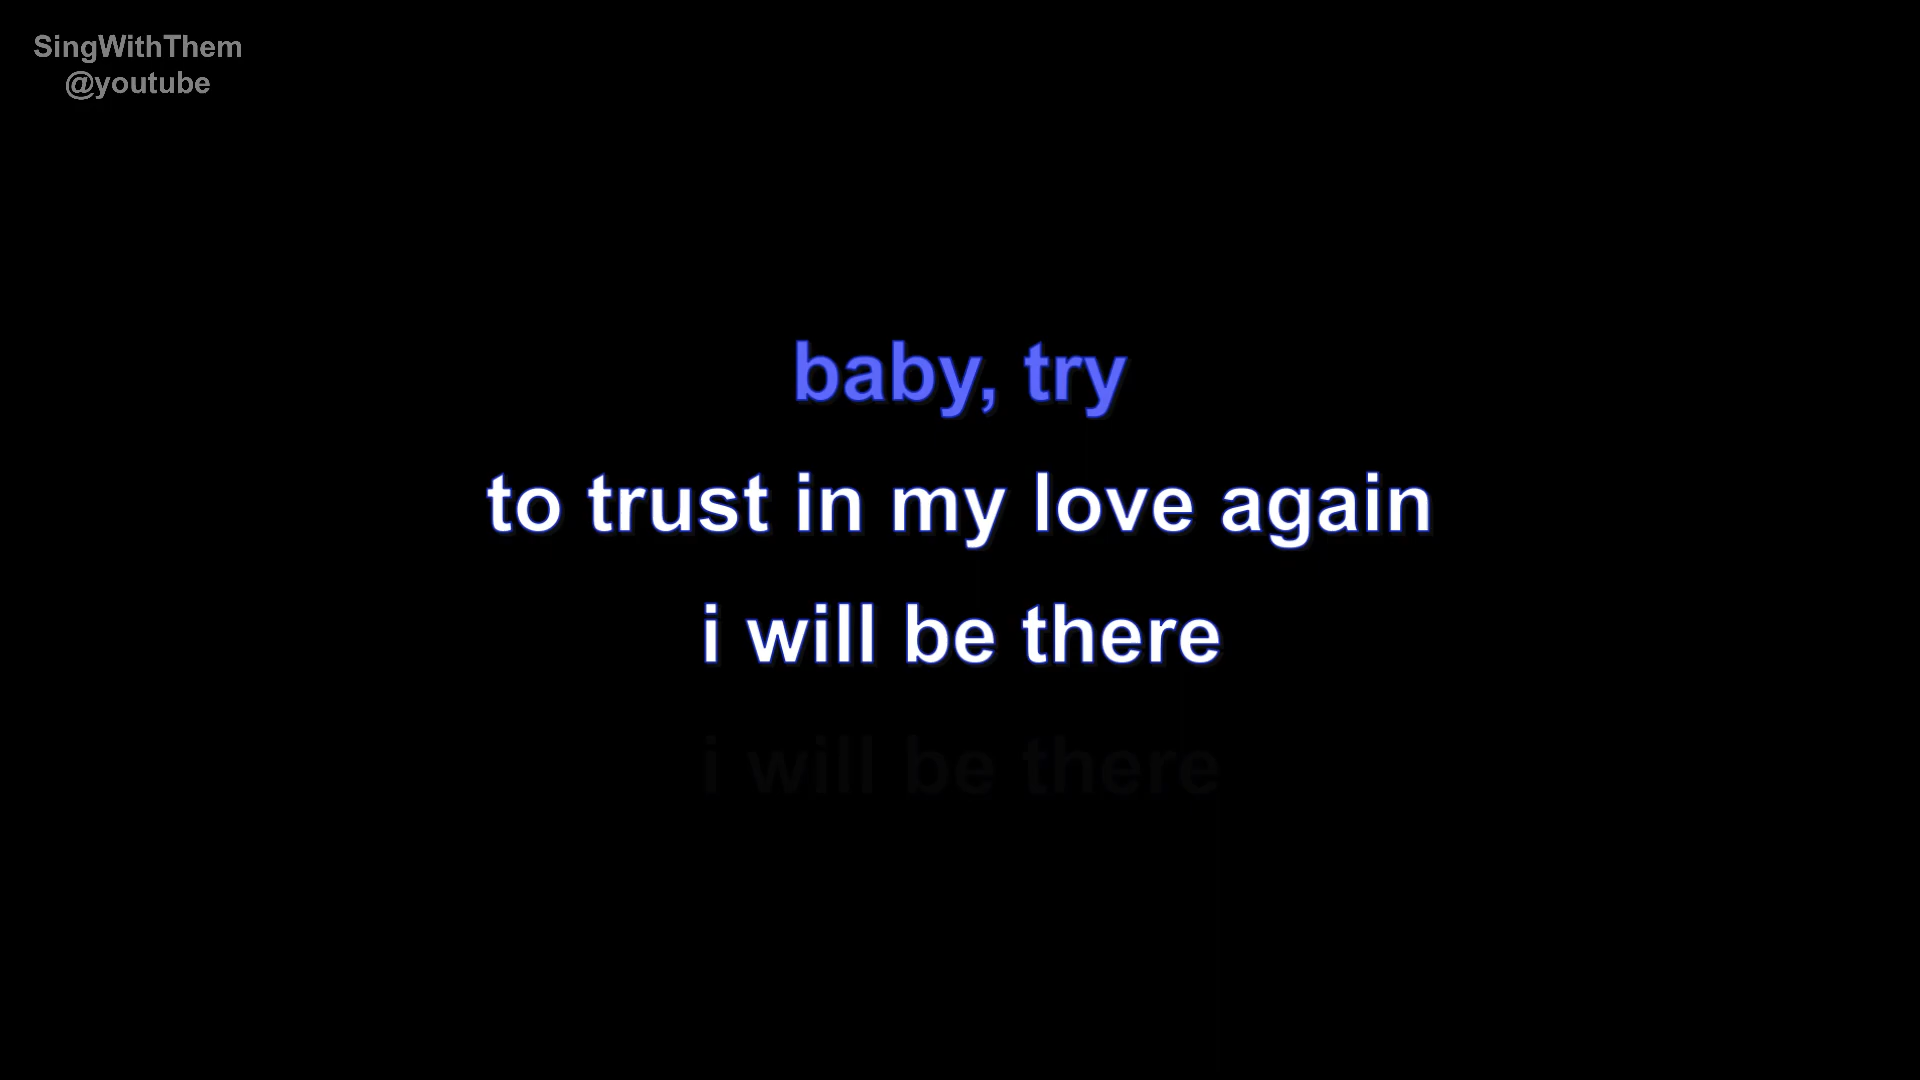 SingWithThem
@youtube
baby, try
to trust in my love again
i will be there
i will be there